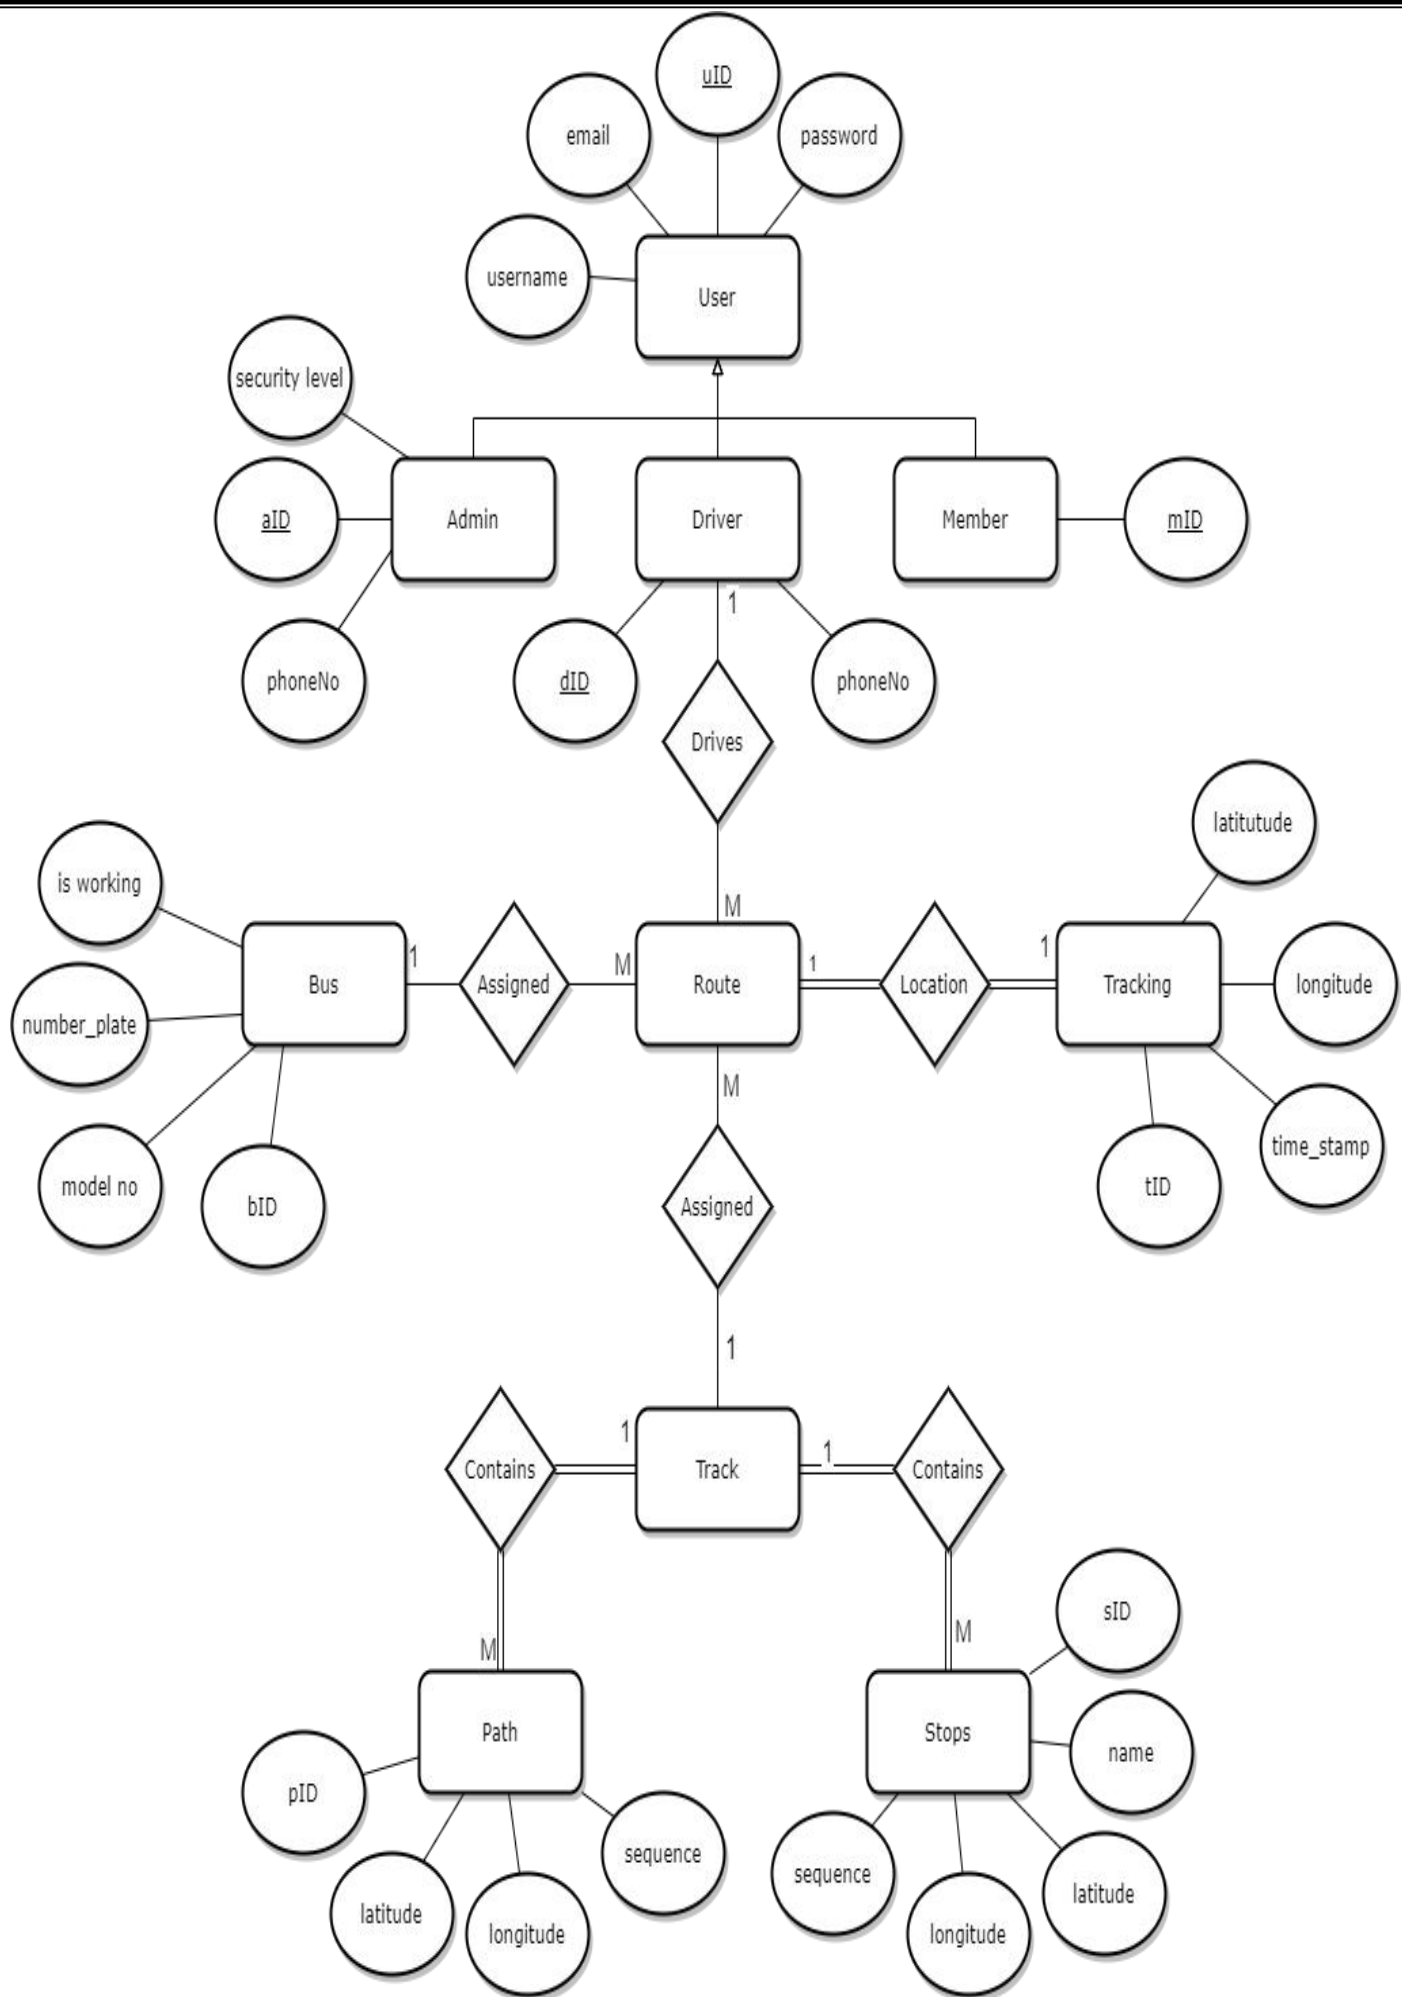 uID
email
password
username
User
security level
aID
Admin
Driver
Member
mID
1
phoneNo
dID
phoneNo
Drives
latitutude
is working
M
1
Assigned
M
Bus
Route
1
Location
1
Tracking
longitude
number_plate
M
time_stamp
model no
bID
Assigned
tID
1
1
1
Contains
Track
Contains
sID
M
M
Path
Stops
name
pID
sequence
sequence
latitude
latitude
longitude
longitude